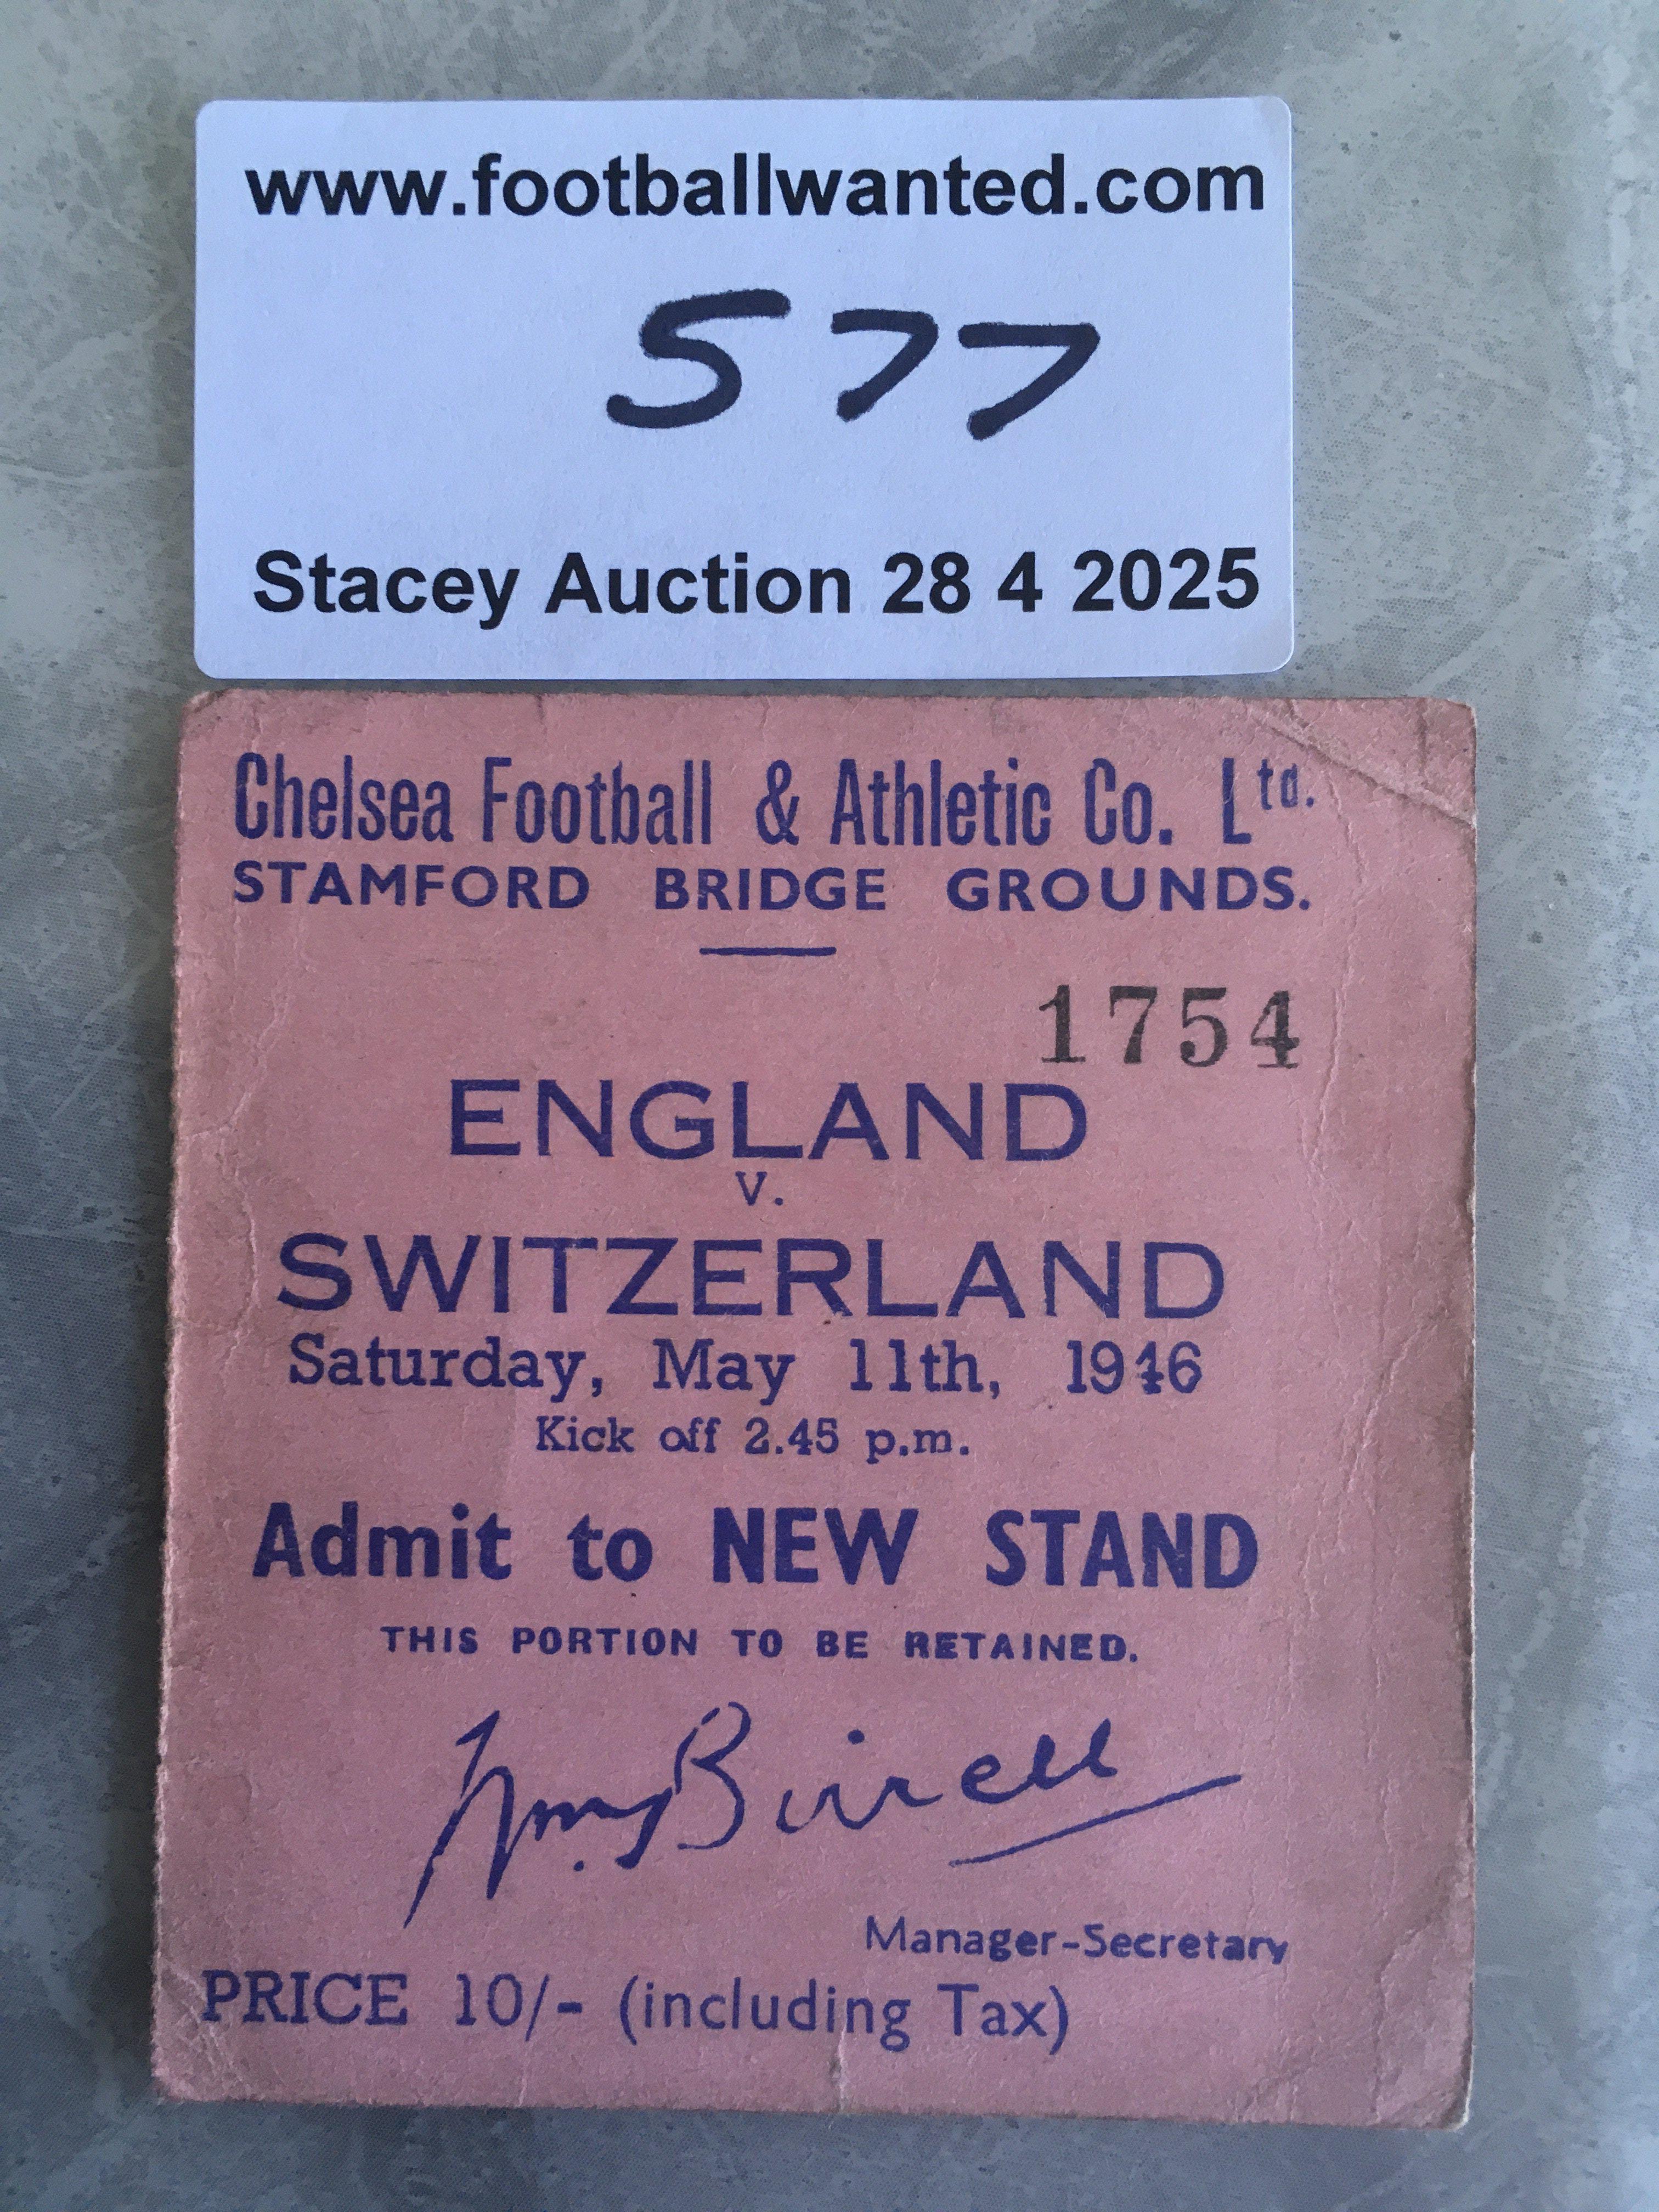 www.footballwanted.com
577
Stacey Auction 28 4 2025
Chelsea Football & Athletic Co. Ltd.
STAMFORD BRIDGE GROUNDS.
1754
ENGLAND
v.
SWITZERLAND
Saturday, May 11th, 1946
Kick off 2.45 p.m.
Admit to NEW STAND
THIS PORTION TO BE RETAINED.
Wm. Birrell
Manager-Secretary
PRICE 10/- (including Tax)